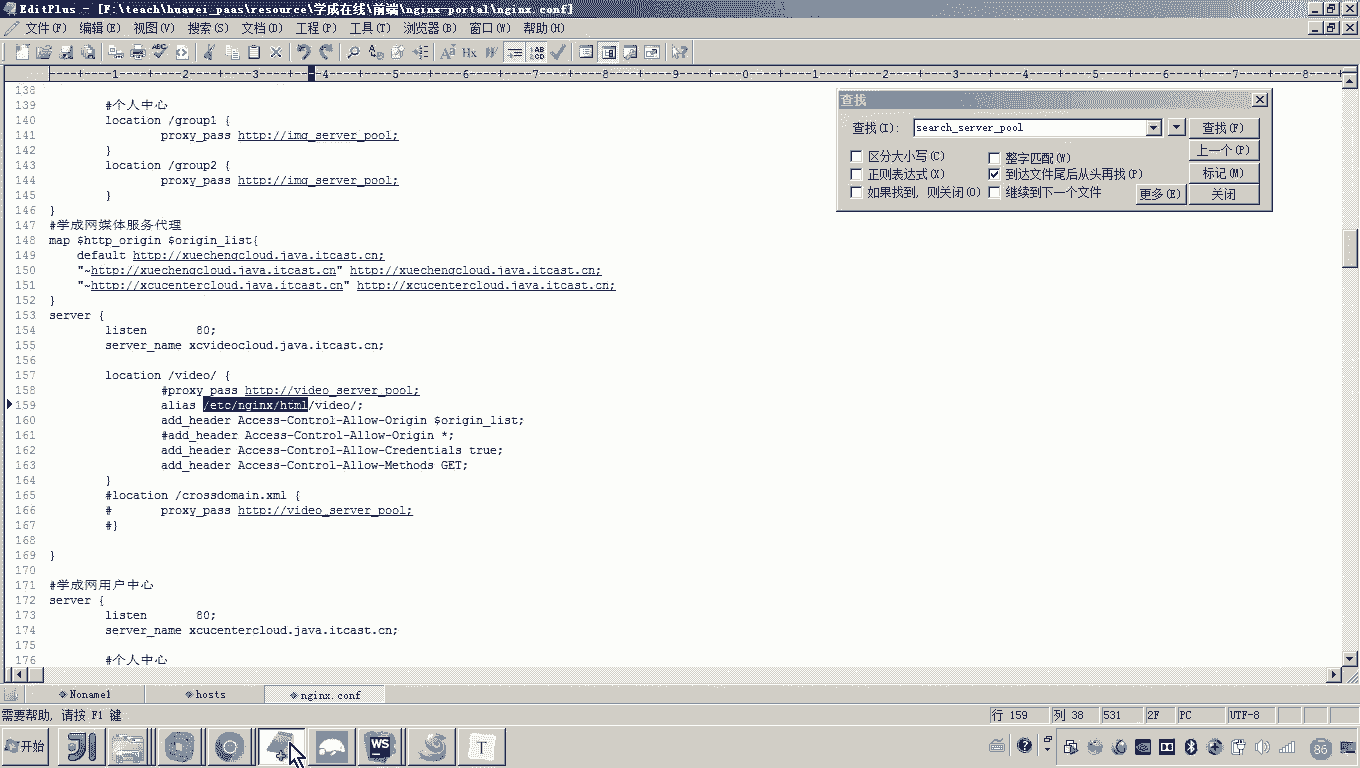 EditPlus - [F:\teach\huawei_paas\resource\学成在线\前端\nginx-portal\nginx.conf]
文件(F) 编辑(E) 视图(V) 搜索(S) 文档(D) 工程(P) 工具(T) 浏览器(B) 窗口(W) 帮助(H)
----+----1----+----2----+----3----+----4----+----5----+----6----+----7----+----8----+----9----+----0----+----1----+----2----+----3----+----4----+----5----+----6----+----7----+----8--
138
139 #个人中心
140 location /group1 {
141 proxy_pass http://img_server_pool;
142 }
143 location /group2 {
144 proxy_pass http://img_server_pool;
145 }
146 }
147 #学成网媒体服务代理
148 map $http_origin $origin_list{
149 default http://xuechengcloud.java.itcast.cn;
150 "~http://xuechengcloud.java.itcast.cn" http://xuechengcloud.java.itcast.cn;
151 "~http://xcucentercloud.java.itcast.cn" http://xcucentercloud.java.itcast.cn;
152 }
153 server {
154 listen 80;
155 server_name xcvideocloud.java.itcast.cn;
156
157 location /video/ {
158 #proxy_pass http://video_server_pool;
159 alias /etc/nginx/html/video/;
160 add_header Access-Control-Allow-Origin $origin_list;
161 #add_header Access-Control-Allow-Origin *;
162 add_header Access-Control-Allow-Credentials true;
163 add_header Access-Control-Allow-Methods GET;
164 }
165 #location /crossdomain.xml {
166 # proxy_pass http://video_server_pool;
167 #}
168
169 }
170
171 #学成网用户中心
172 server {
173 listen 80;
174 server_name xcucentercloud.java.itcast.cn;
175
176 #个人中心
查找
查找(I): search_server_pool 查找(F)
上一个(P)
区分大小写(C) 整字匹配(W)
正则表达式(X) 到达文件尾后从头再找(P) 标记(M)
如果找到，则关闭(O) 继续到下一个文件 更多(E) 关闭
Noname1 hosts nginx.conf
需要帮助, 请按 F1 键 行 159 列 38 531 2F PC UTF-8
开始 WS T 86